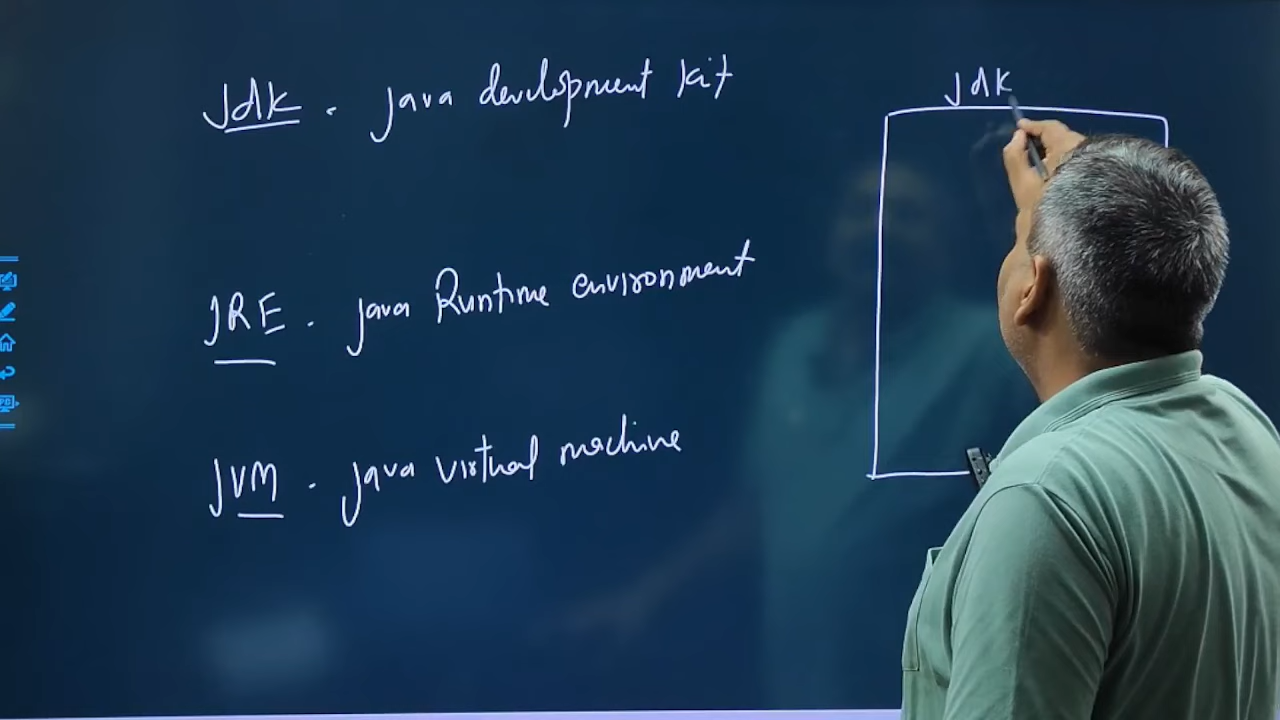 Jdk. java development kit
JRE. java Runtime environment
JVM. java virtual machine
Jdk